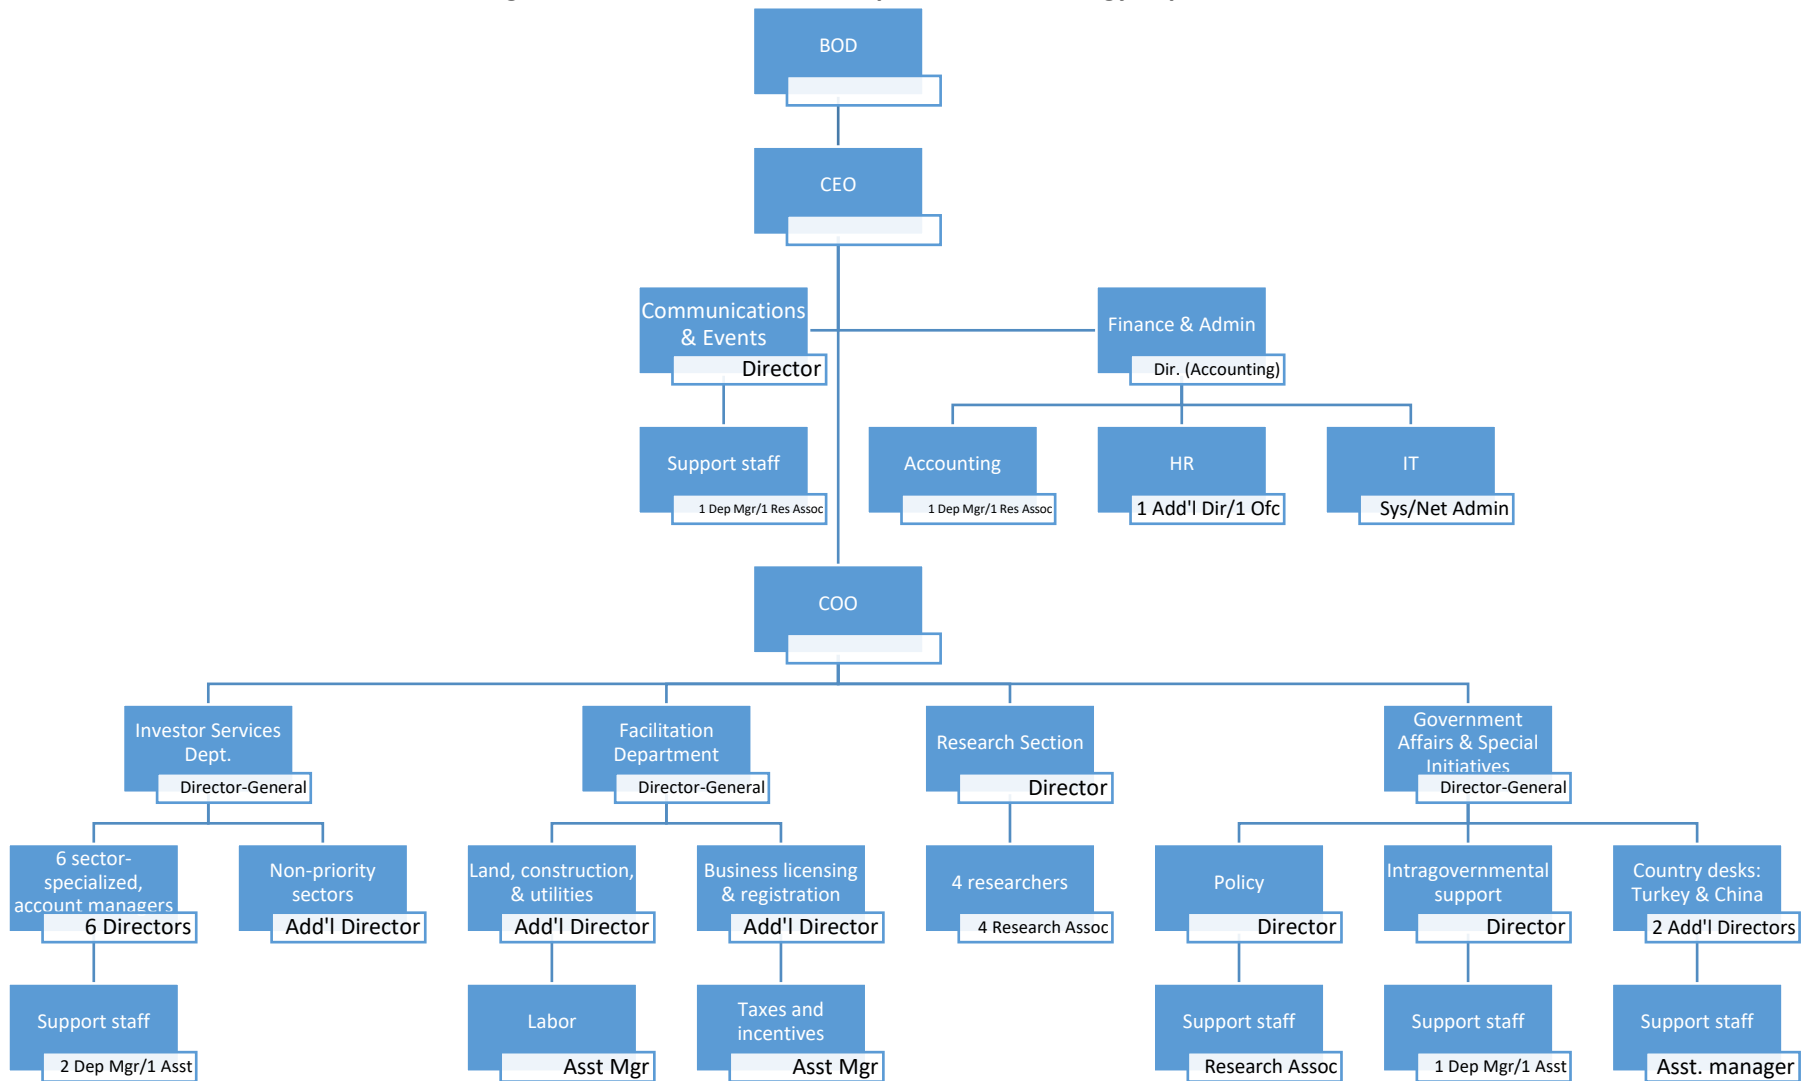 BOD
CEO
Communications
& Events
Director
Finance & Admin
Dir. (Accounting)
Support staff
1 Dep Mgr/1 Res Assoc
Accounting
1 Dep Mgr/1 Res Assoc
HR
1 Add'l Dir/1 Ofc
IT
Sys/Net Admin
COO
Investor Services
Dept.
Director-General
Facilitation
Department
Director-General
Research Section
Director
Government
Affairs & Special
Initiatives
Director-General
6 sector-
specialized,
account managers
6 Directors
Non-priority
sectors
Add'l Director
Land, construction,
& utilities
Add'l Director
Business licensing
& registration
Add'l Director
4 researchers
4 Research Assoc
Policy
Director
Intragovernmental
support
Director
Country desks:
Turkey & China
2 Add'l Directors
Support staff
2 Dep Mgr/1 Asst
Labor
Asst Mgr
Taxes and
incentives
Asst Mgr
Support staff
Research Assoc
Support staff
1 Dep Mgr/1 Asst
Support staff
Asst. manager